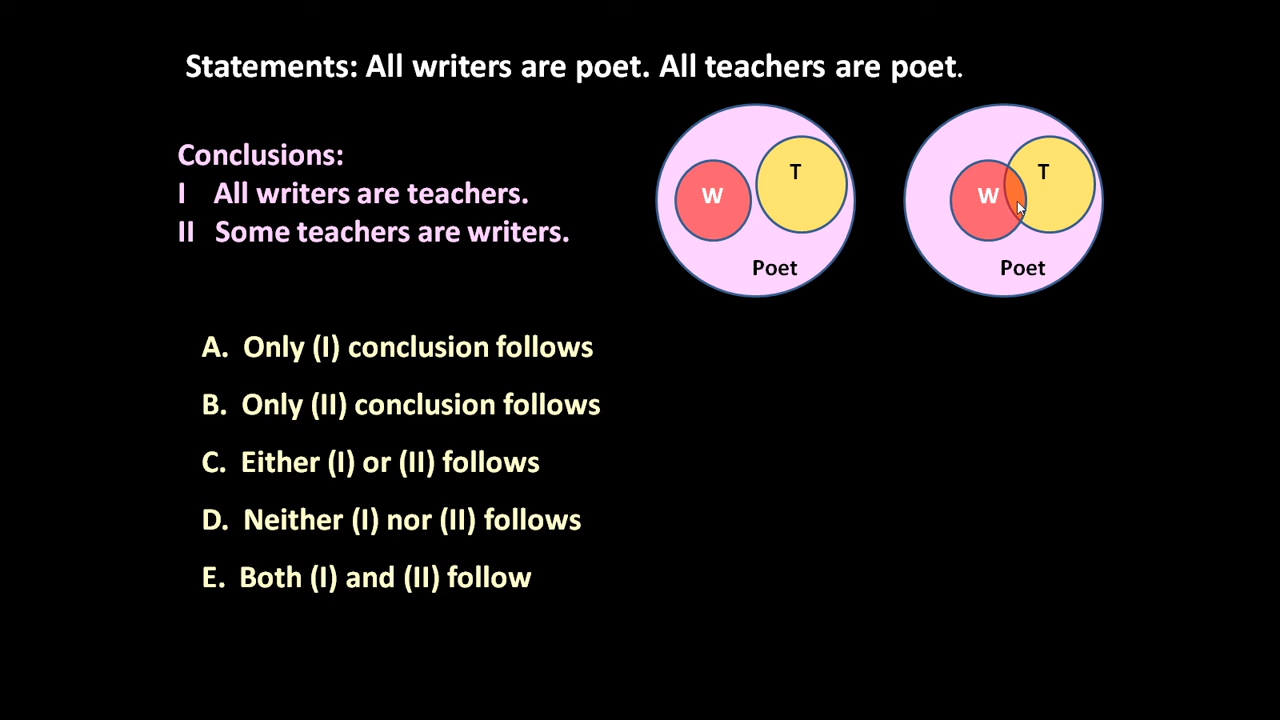 Statements: All writers are poet. All teachers are poet.
Conclusions:
I All writers are teachers.
II Some teachers are writers.
W
T
Poet
W
T
Poet
A. Only (I) conclusion follows
B. Only (II) conclusion follows
C. Either (I) or (II) follows
D. Neither (I) nor (II) follows
E. Both (I) and (II) follow